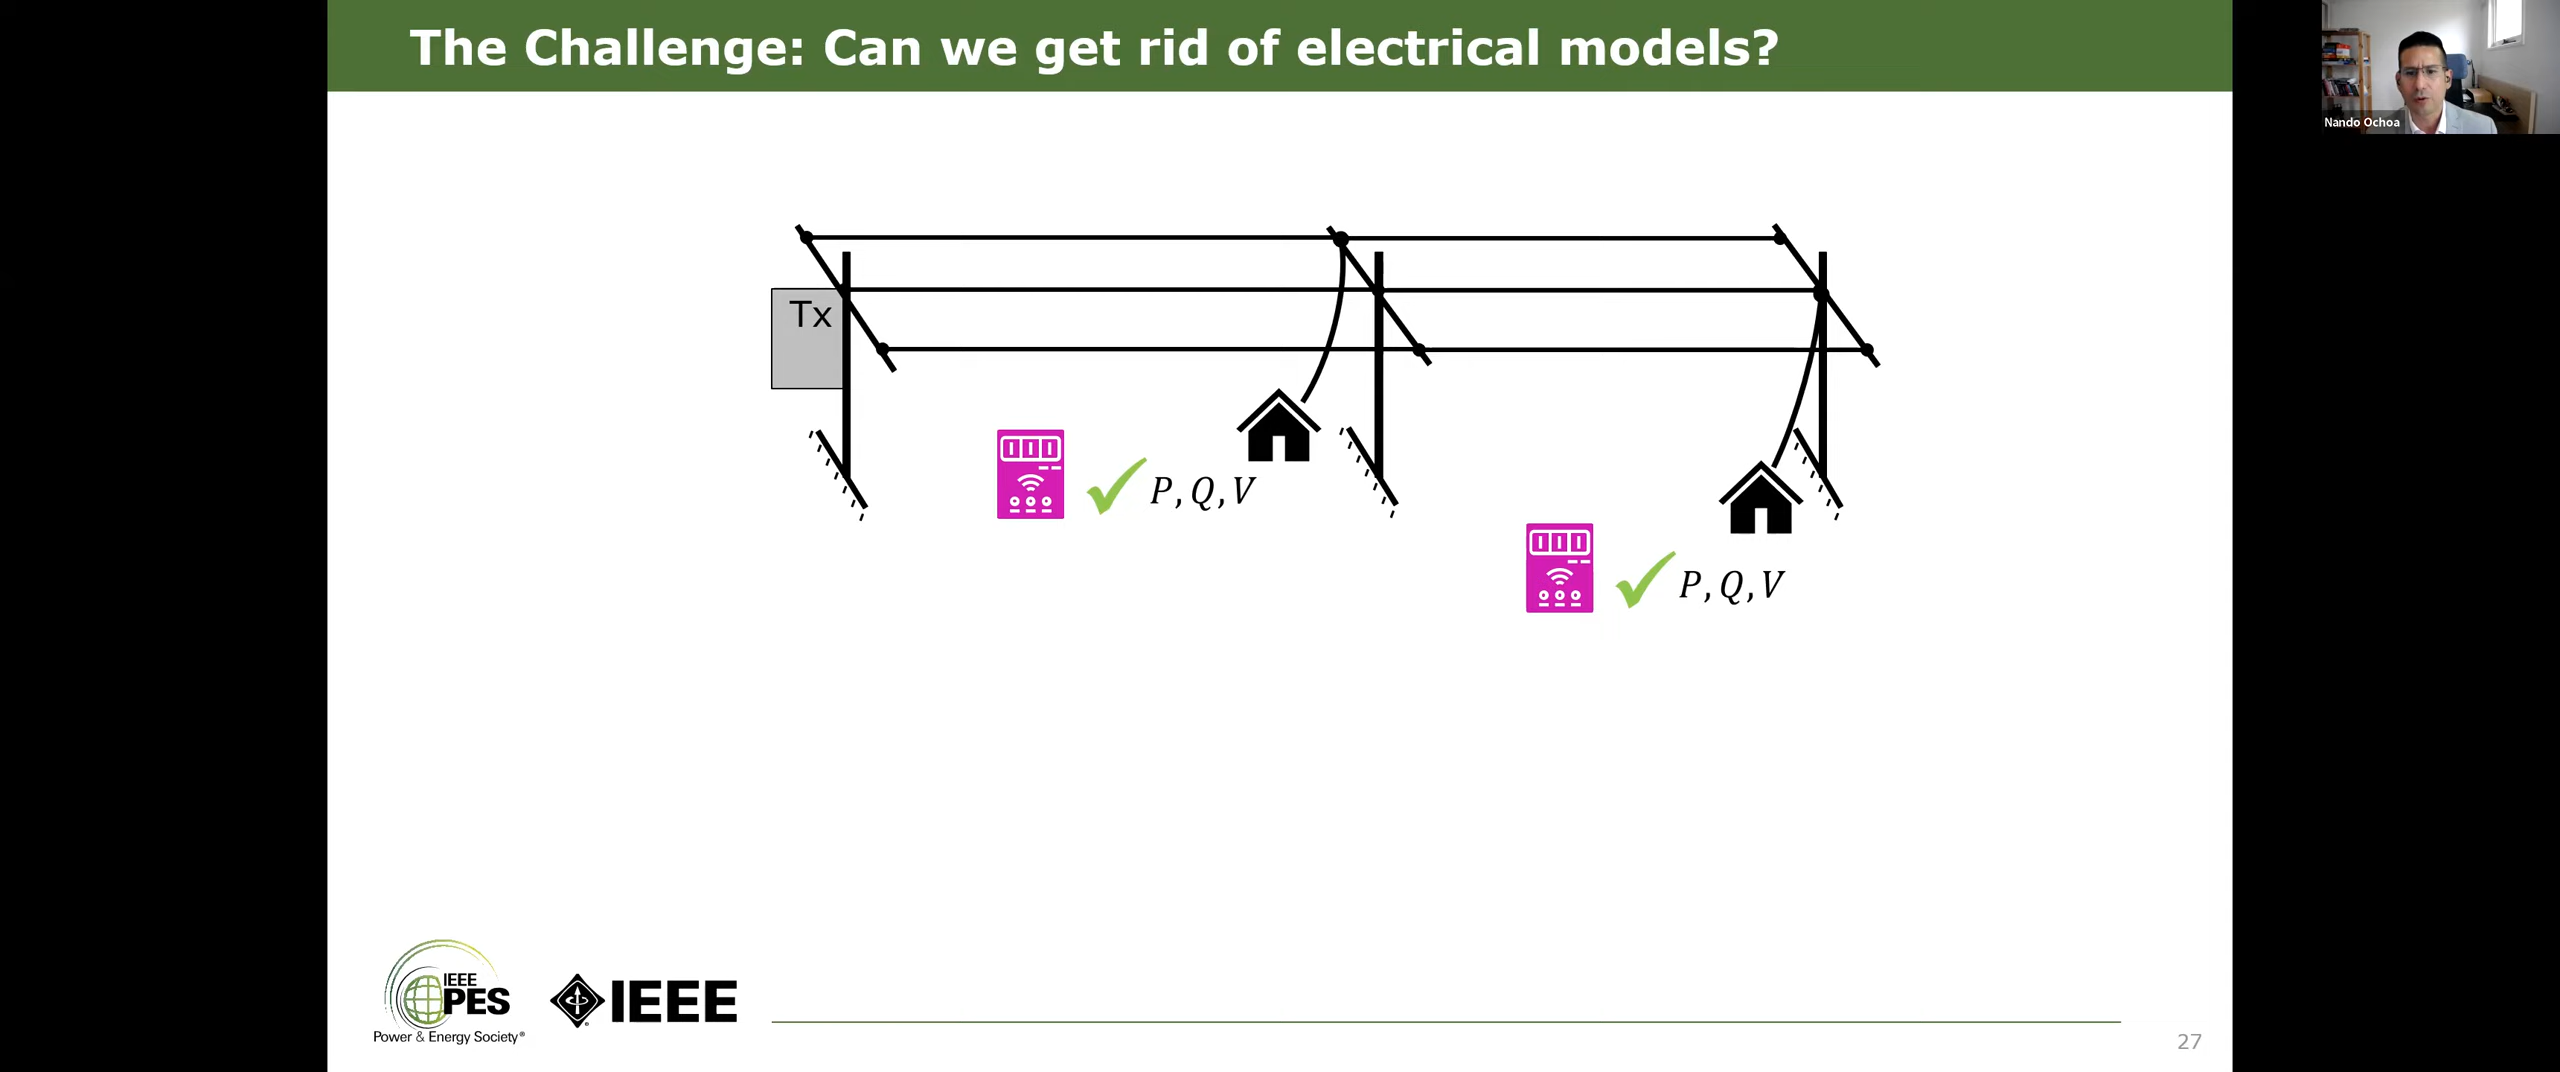 The Challenge: Can we get rid of electrical models?
Nando Ochoa
Tx
P, Q, V
P, Q, V
IEEE
PES
Power & Energy Society®
IEEE
27